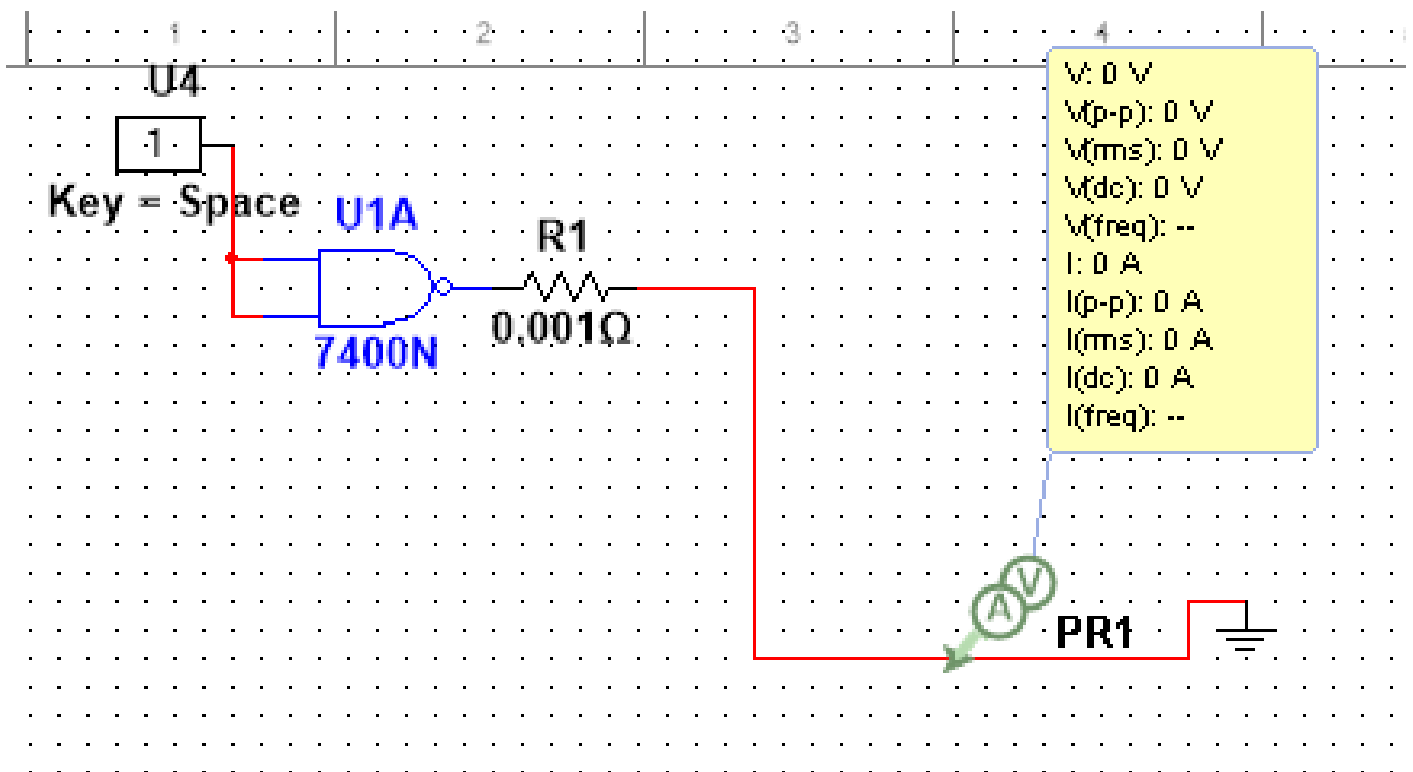 1 2 3 4
U4
1
Key = Space
U1A
7400N
R1
0.001Ω
V: 0 V
V(p-p): 0 V
V(rms): 0 V
V(dc): 0 V
V(freq): --
I: 0 A
I(p-p): 0 A
I(rms): 0 A
I(dc): 0 A
I(freq): --
V
A
PR1